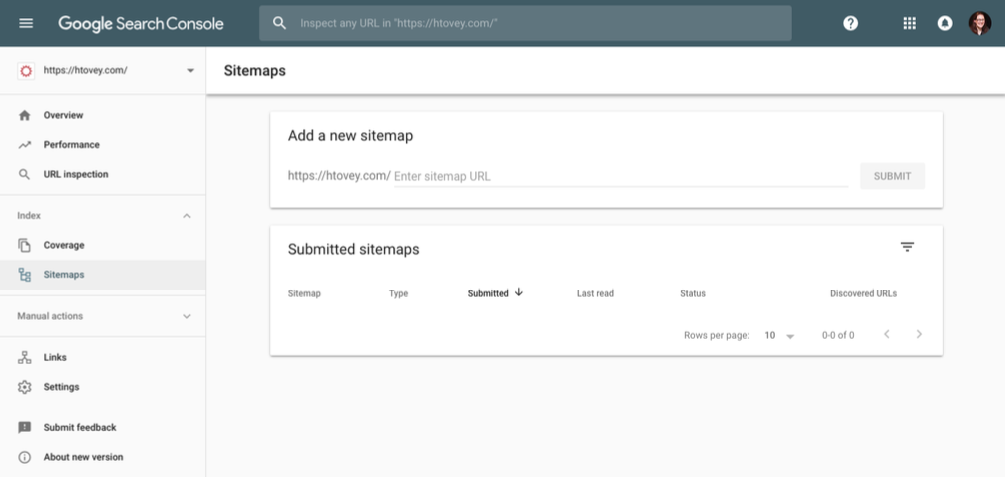 Google Search Console
Inspect any URL in "https://htovey.com/"
https://htovey.com/
Overview
Performance
URL inspection
Index
Coverage
Sitemaps
Manual actions
Links
Settings
Submit feedback
About new version
Sitemaps
Add a new sitemap
https://htovey.com/ Enter sitemap URL
SUBMIT
Submitted sitemaps
Sitemap Type Submitted Last read Status Discovered URLs
Rows per page: 10 0-0 of 0